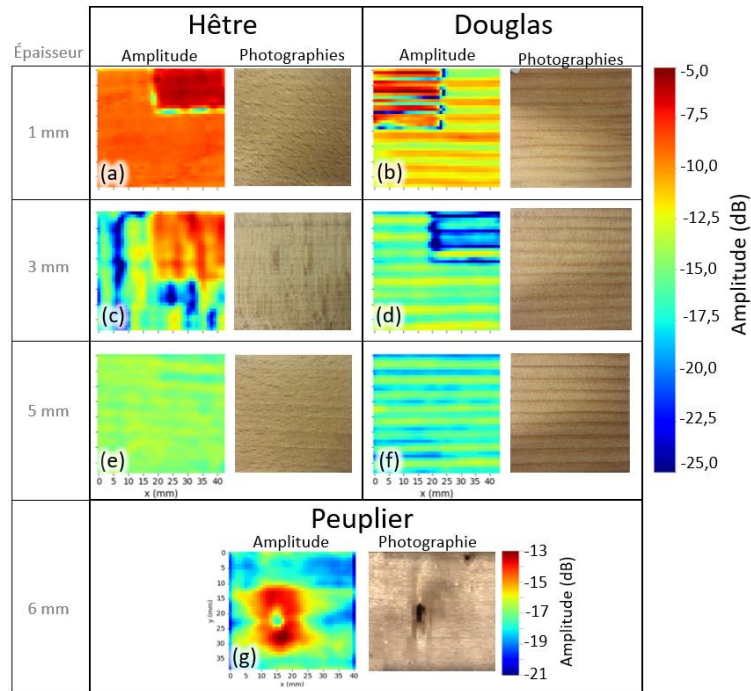 Hêtre
Douglas
Épaisseur
Amplitude
Photographies
Amplitude
Photographies
1 mm
(a)
(b)
3 mm
(c)
(d)
5 mm
(e)
(f)
0 5 10 15 20 25 30 35 40
x (mm)
0 5 10 15 20 25 30 35 40
x (mm)
-5,0
-7,5
-10,0
-12,5
-15,0
-17,5
-20,0
-22,5
-25,0
Amplitude (dB)
Peuplier
Amplitude
Photographie
6 mm
0
5
10
15
20
25
30
35
y (mm)
(g)
0 5 10 15 20 25 30 35 40
x (mm)
-13
-15
-17
-19
-21
Amplitude (dB)